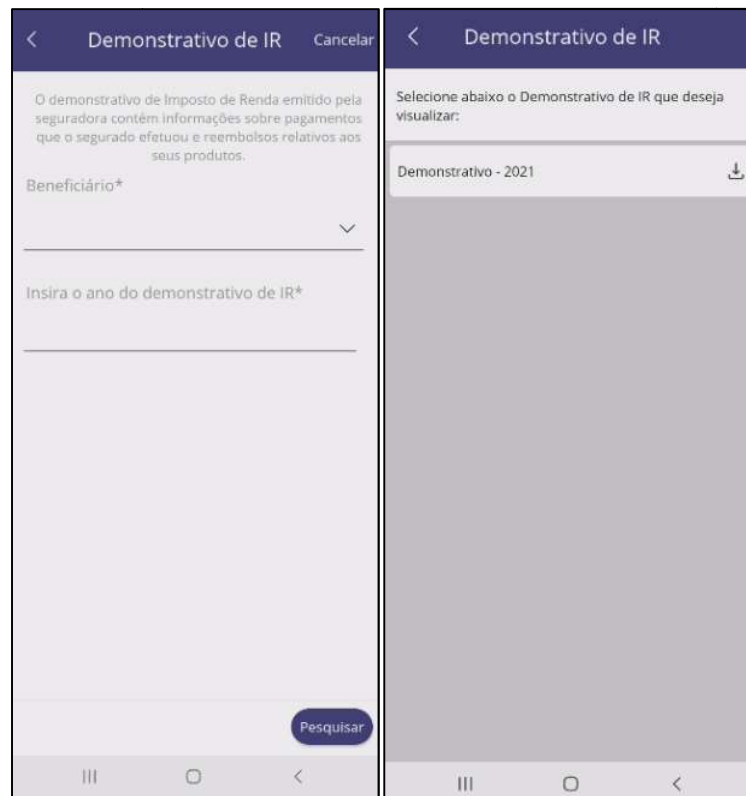 Demonstrativo de IR
Cancelar
O demonstrativo de Imposto de Renda emitido pela
seguradora contém informações sobre pagamentos
que o segurado efetuou e reembolsos relativos aos
seus produtos.
Beneficiário*
Insira o ano do demonstrativo de IR*
Pesquisar
Demonstrativo de IR
Selecione abaixo o Demonstrativo de IR que deseja
visualizar:
Demonstrativo - 2021